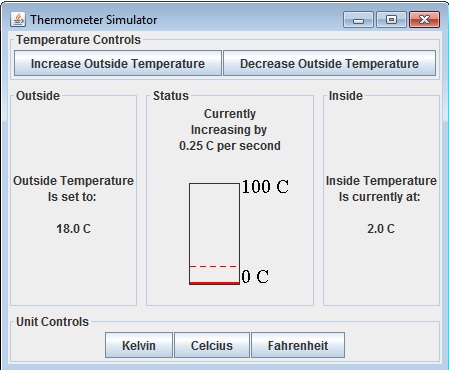 Thermometer Simulator
Temperature Controls
Increase Outside Temperature
Decrease Outside Temperature
Outside
Outside Temperature
Is set to:
18.0 C
Status
Currently
Increasing by
0.25 C per second
100 C
0 C
Inside
Inside Temperature
Is currently at:
2.0 C
Unit Controls
Kelvin
Celcius
Fahrenheit